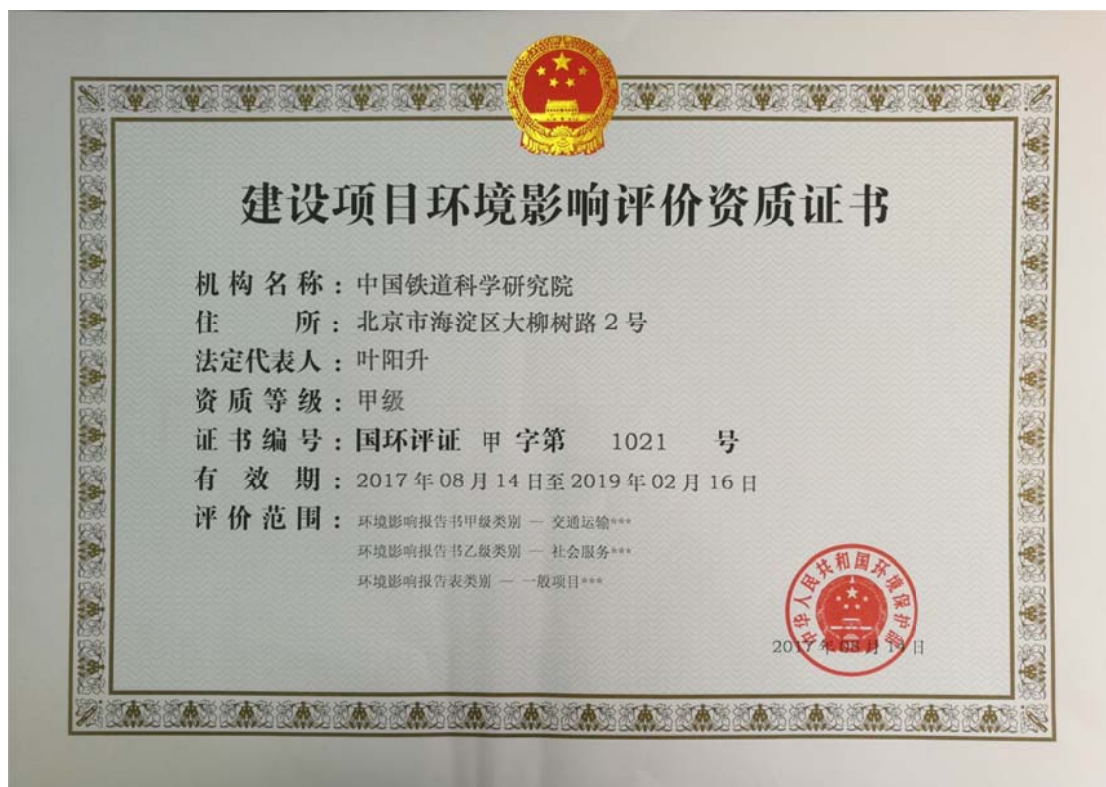 建设项目环境影响评价资质证书
机构名称：中国铁道科学研究院
住所：北京市海淀区大柳树路2号
法定代表人：叶阳升
资质等级：甲级
证书编号：国环评证 甲 字第 1021 号
有效期：2017年08月14日至2019年02月16日
评价范围：环境影响报告书甲级类别 — 交通运输***
环境影响报告书乙级类别 — 社会服务***
环境影响报告表类别 — 一般项目***
中华人民共和国环境保护部
2017年08月14日